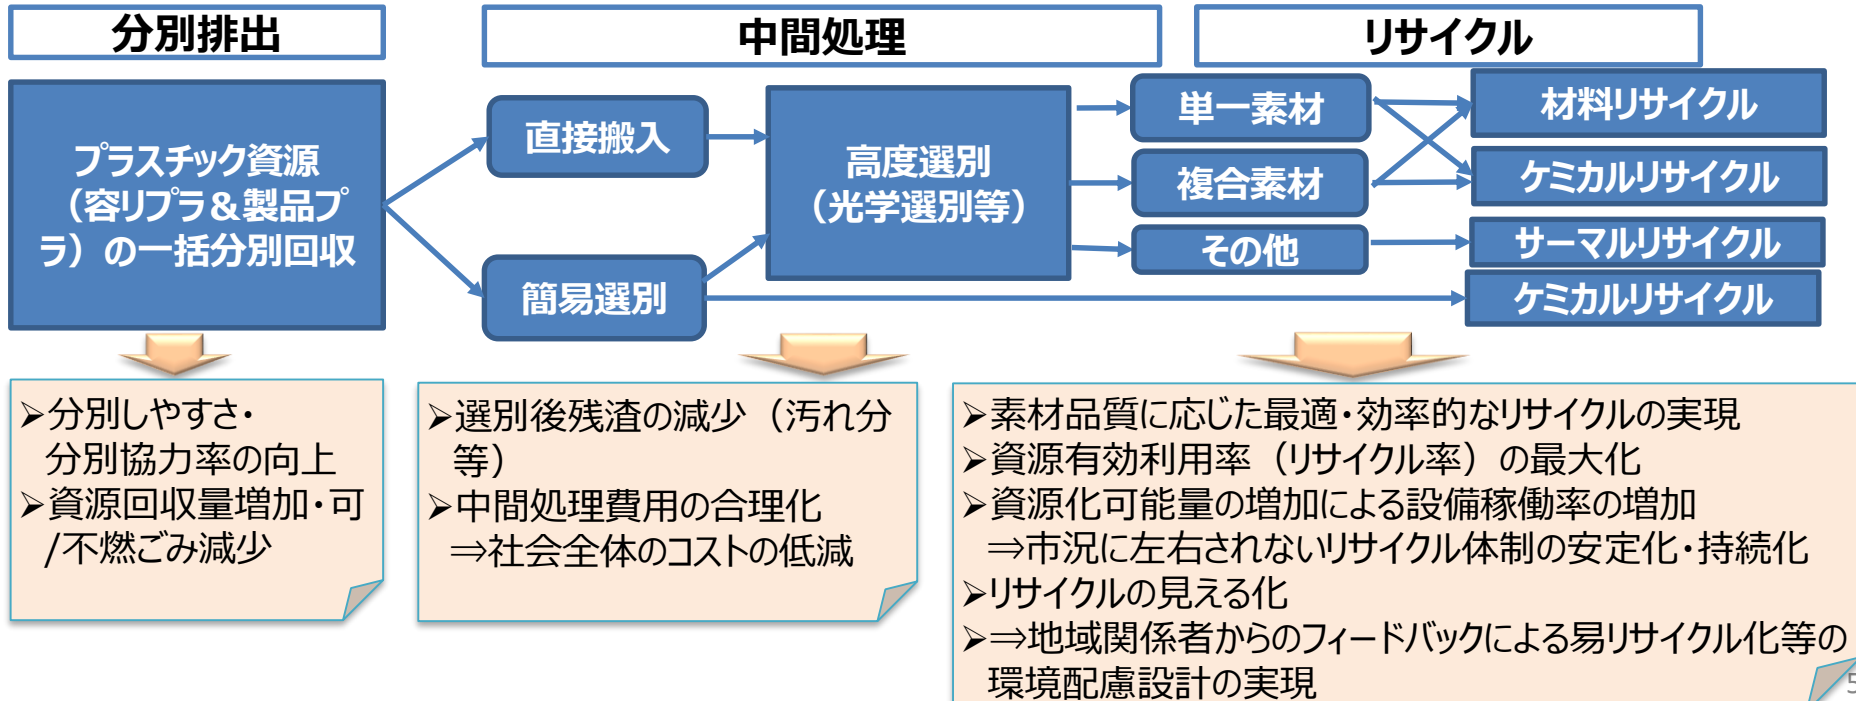 分別排出
中間処理
リサイクル
プラスチック資源
（容リプラ＆製品プ
ラ）の一括分別回収
直接搬入
簡易選別
高度選別
（光学選別等）
単一素材
複合素材
その他
材料リサイクル
ケミカルリサイクル
サーマルリサイクル
ケミカルリサイクル
➢分別しやすさ・
分別協力率の向上
➢資源回収量増加・可
/不燃ごみ減少
➢選別後残渣の減少（汚れ分
等）
➢中間処理費用の合理化
⇒社会全体のコストの低減
➢素材品質に応じた最適・効率的なリサイクルの実現
➢資源有効利用率（リサイクル率）の最大化
➢資源化可能量の増加による設備稼働率の増加
⇒市況に左右されないリサイクル体制の安定化・持続化
➢リサイクルの見える化
➢⇒地域関係者からのフィードバックによる易リサイクル化等の
環境配慮設計の実現
5